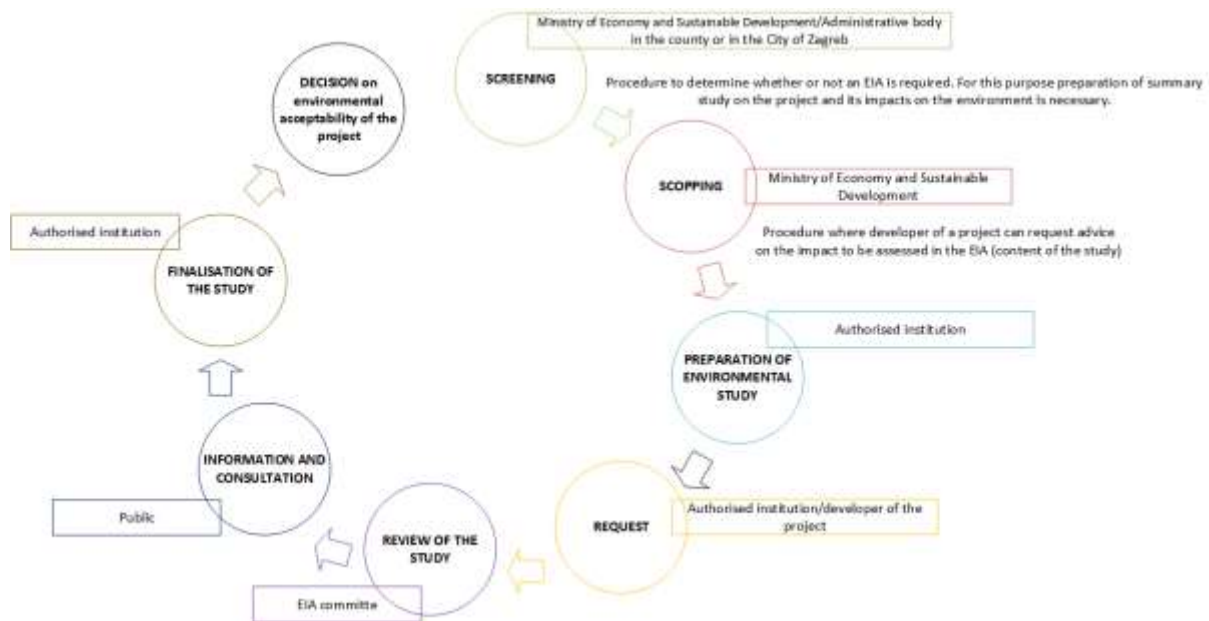 Ministry of Economy and Sustainable Development/Administrative body
in the county or in the City of Zagreb
SCREENING
Procedure to determine whether or not an EIA is required. For this purpose preparation of summary
study on the project and its impacts on the environment is necessary.
SCOPPING
Ministry of Economy and Sustainable
Development
Procedure where developer of a project can request advice
on the impact to be assessed in the EIA (content of the study)
Authorised institution
PREPARATION OF
ENVIRONMENTAL
STUDY
Authorised institution/developer of the
project
REQUEST
REVIEW OF THE
STUDY
EIA committe
INFORMATION AND
CONSULTATION
Public
Authorised institution
FINALISATION OF
THE STUDY
DECISION on
environmental
acceptability of the
project